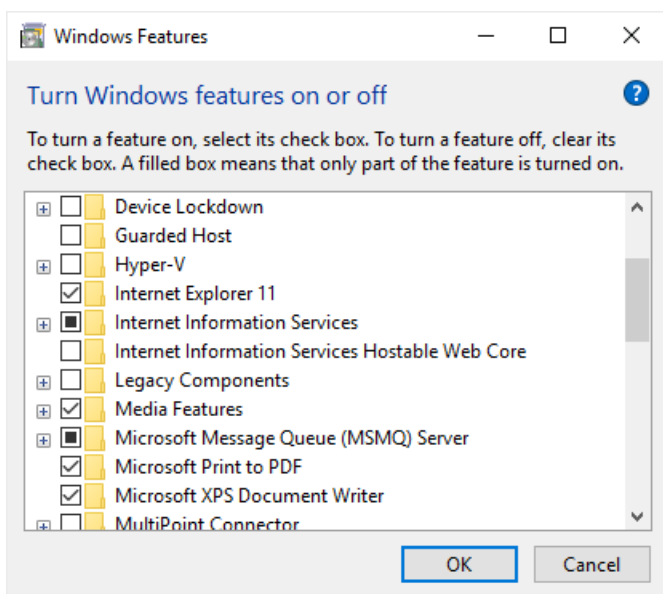 Windows Features
Turn Windows features on or off
To turn a feature on, select its check box. To turn a feature off, clear its
check box. A filled box means that only part of the feature is turned on.
Device Lockdown
Guarded Host
Hyper-V
Internet Explorer 11
Internet Information Services
Internet Information Services Hostable Web Core
Legacy Components
Media Features
Microsoft Message Queue (MSMQ) Server
Microsoft Print to PDF
Microsoft XPS Document Writer
MultiPoint Connector
OK Cancel